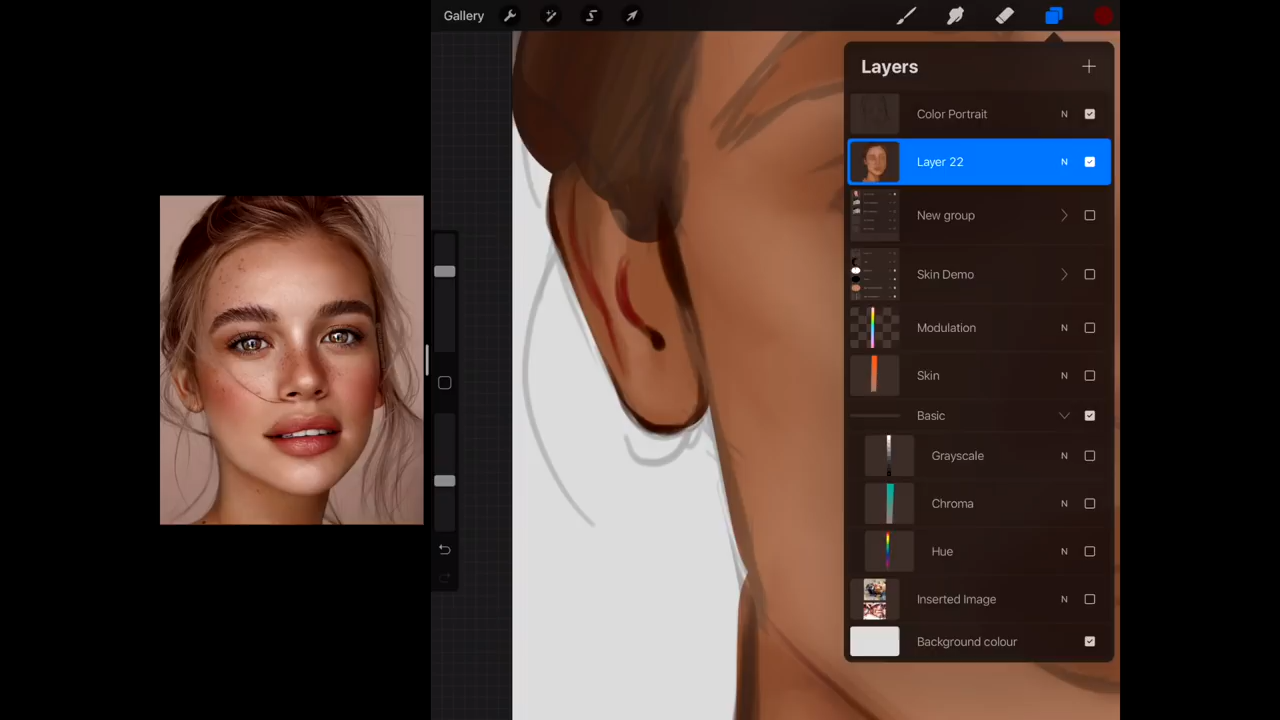 Gallery
Layers
Color Portrait N
Layer 22 N
New group
Skin Demo
Modulation N
Skin N
Basic
Grayscale N
Chroma N
Hue N
Inserted Image N
Background colour